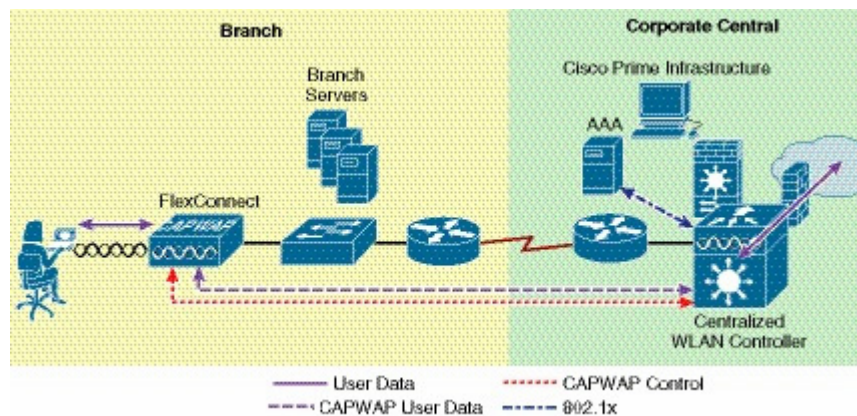 Branch
Corporate Central
Cisco Prime Infrastructure
Branch
Servers
AAA
FlexConnect
CAPWAP
Centralized
WLAN Controller
User Data
CAPWAP Control
CAPWAP User Data
802.1x